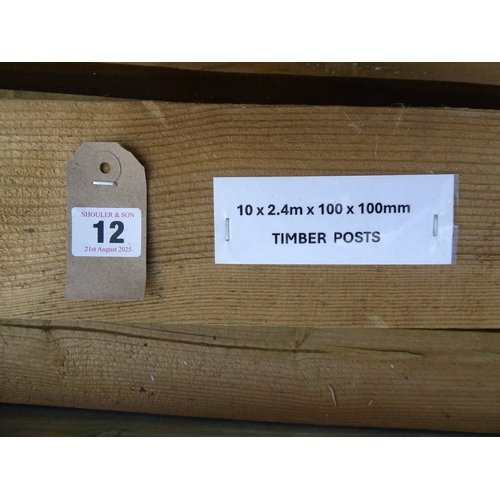 SHOULER & SON
12
21st August 2025.
10 x 2.4m x 100 x 100mm
TIMBER POSTS